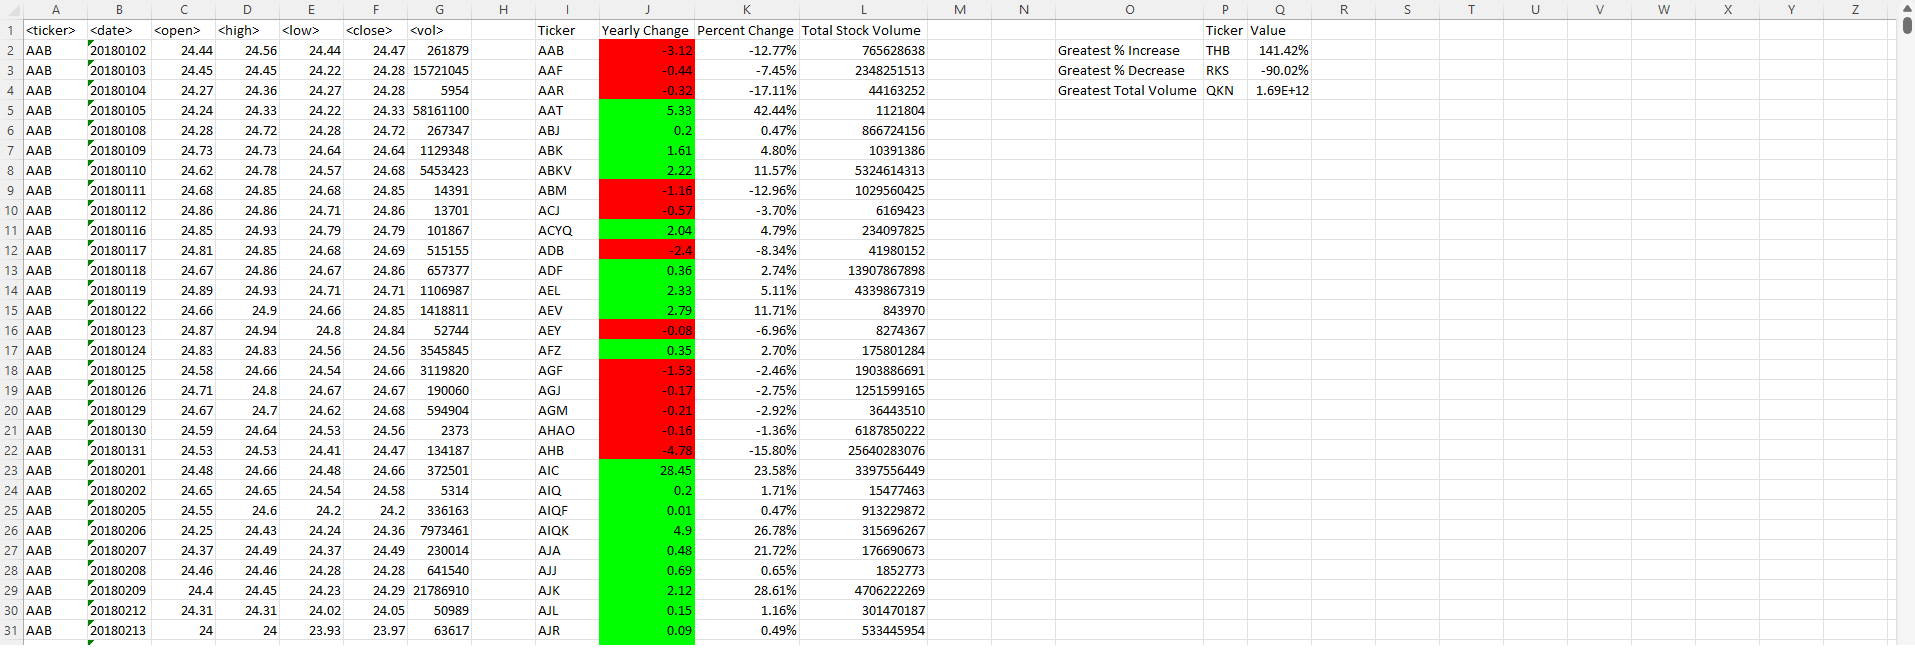 A B C D E F G H I J K L M N O P Q R S T U V W X Y Z
1 <ticker> <date> <open> <high> <low> <close> <vol> Ticker Yearly Change Percent Change Total Stock Volume Ticker Value
2 AAB 20180102 24.44 24.56 24.44 24.47 261879 AAB -3.12 -12.77% 765628638 Greatest % Increase THB 141.42%
3 AAB 20180103 24.45 24.45 24.22 24.28 15721045 AAF -0.44 -7.45% 2348251513 Greatest % Decrease RKS -90.02%
4 AAB 20180104 24.27 24.36 24.27 24.28 5954 AAR -0.32 -17.11% 44163252 Greatest Total Volume QKN 1.69E+12
5 AAB 20180105 24.24 24.33 24.22 24.33 58161100 AAT 5.33 42.44% 1121804
6 AAB 20180108 24.28 24.72 24.28 24.72 267347 ABJ 0.2 0.47% 866724156
7 AAB 20180109 24.73 24.73 24.64 24.64 1129348 ABK 1.61 4.80% 10391386
8 AAB 20180110 24.62 24.78 24.57 24.68 5453423 ABKV 2.22 11.57% 5324614313
9 AAB 20180111 24.68 24.85 24.68 24.85 14391 ABM -1.16 -12.96% 1029560425
10 AAB 20180112 24.86 24.86 24.71 24.86 13701 ACJ -0.57 -3.70% 6169423
11 AAB 20180116 24.85 24.93 24.79 24.79 101867 ACYQ 2.04 4.79% 234097825
12 AAB 20180117 24.81 24.85 24.68 24.69 515155 ADB -2.4 -8.34% 41980152
13 AAB 20180118 24.67 24.86 24.67 24.86 657377 ADF 0.36 2.74% 13907867898
14 AAB 20180119 24.89 24.93 24.71 24.71 1106987 AEL 2.33 5.11% 4339867319
15 AAB 20180122 24.66 24.9 24.66 24.85 1418811 AEV 2.79 11.71% 843970
16 AAB 20180123 24.87 24.94 24.8 24.84 52744 AEY -0.08 -6.96% 8274367
17 AAB 20180124 24.83 24.83 24.56 24.56 3545845 AFZ 0.35 2.70% 175801284
18 AAB 20180125 24.58 24.66 24.54 24.66 3119820 AGF -1.53 -2.46% 1903886691
19 AAB 20180126 24.71 24.8 24.67 24.67 190060 AGJ -0.17 -2.75% 1251599165
20 AAB 20180129 24.67 24.7 24.62 24.68 594904 AGM -0.21 -2.92% 36443510
21 AAB 20180130 24.59 24.64 24.53 24.56 2373 AHAO -0.16 -1.36% 6187850222
22 AAB 20180131 24.53 24.53 24.41 24.47 134187 AHB -4.78 -15.80% 25640283076
23 AAB 20180201 24.48 24.66 24.48 24.66 372501 AIC 28.45 23.58% 3397556449
24 AAB 20180202 24.65 24.65 24.54 24.58 5314 AIQ 0.2 1.71% 15477463
25 AAB 20180205 24.55 24.6 24.2 24.2 336163 AIQF 0.01 0.47% 913229872
26 AAB 20180206 24.25 24.43 24.24 24.36 7973461 AIQK 4.9 26.78% 315696267
27 AAB 20180207 24.37 24.49 24.37 24.49 230014 AJA 0.48 21.72% 176690673
28 AAB 20180208 24.46 24.46 24.28 24.28 641540 AJJ 0.69 0.65% 1852773
29 AAB 20180209 24.4 24.45 24.23 24.29 21786910 AJK 2.12 28.61% 4706222269
30 AAB 20180212 24.31 24.31 24.02 24.05 50989 AJL 0.15 1.16% 301470187
31 AAB 20180213 24 24 23.93 23.97 63617 AJR 0.09 0.49% 533445954